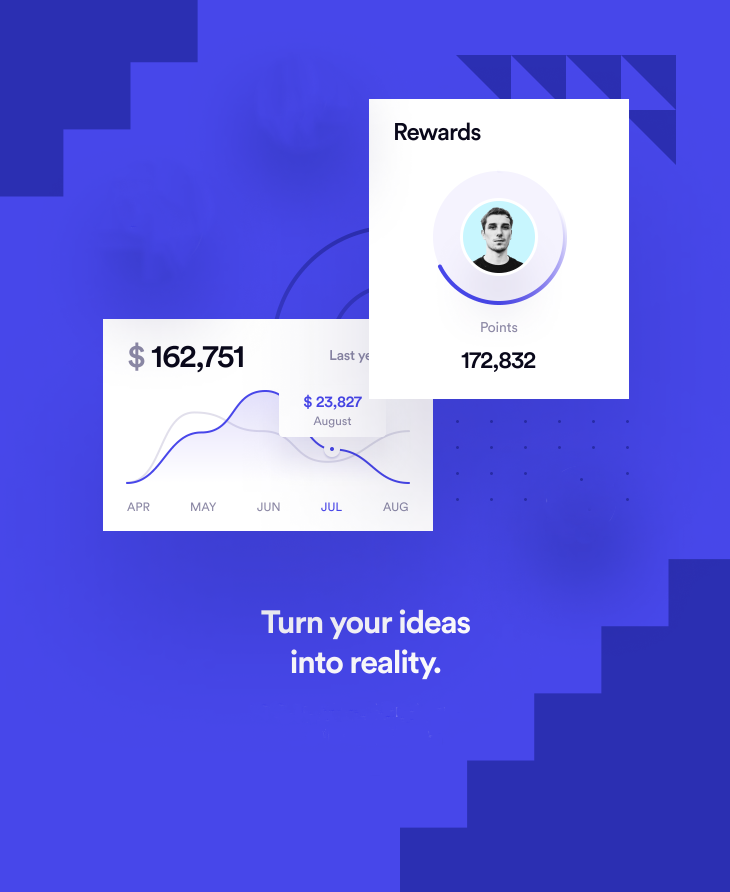 Rewards
Points
172,832
$ 162,751
Last ye
$ 23,827
August
APR MAY JUN JUL AUG
Turn your ideas
into reality.